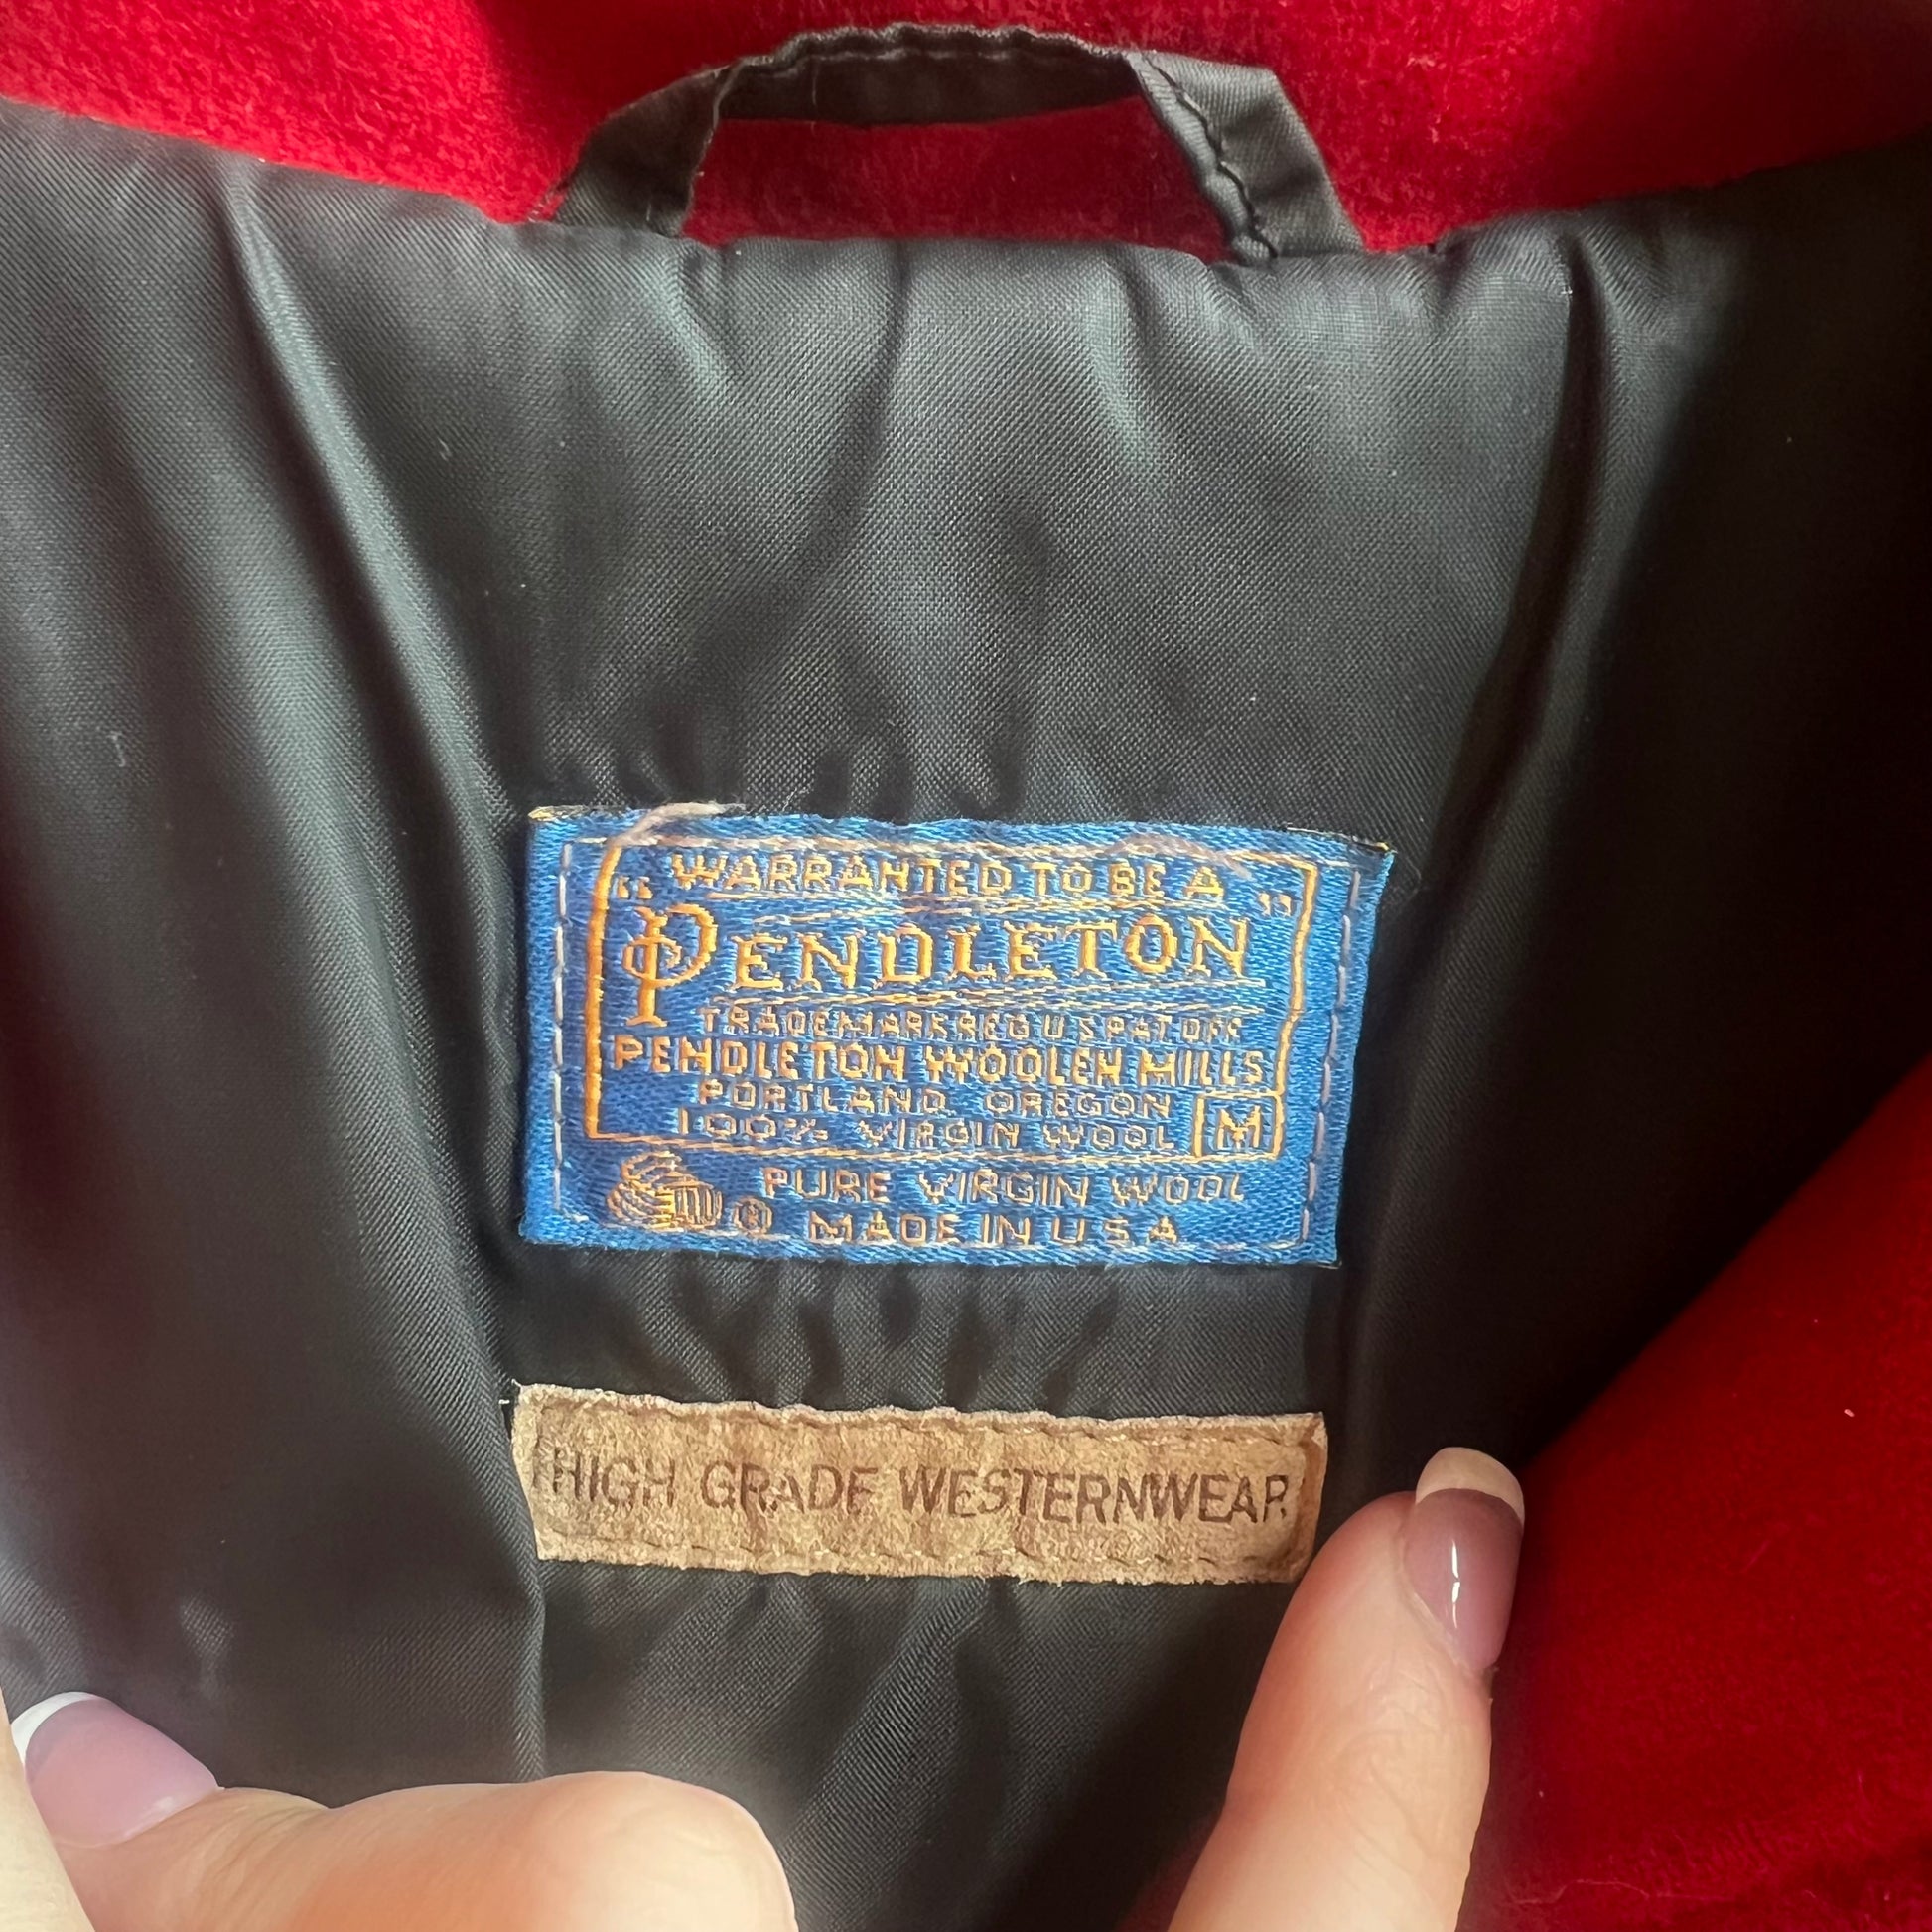 "WARRANTED TO BE A"
PENDLETON
TRADEMARK REG U S PAT OFF
PENDLETON WOOLEN MILLS
PORTLAND OREGON
100% VIRGIN WOOL M
PURE VIRGIN WOOL
® MADE IN U S A
HIGH GRADE WESTERNWEAR